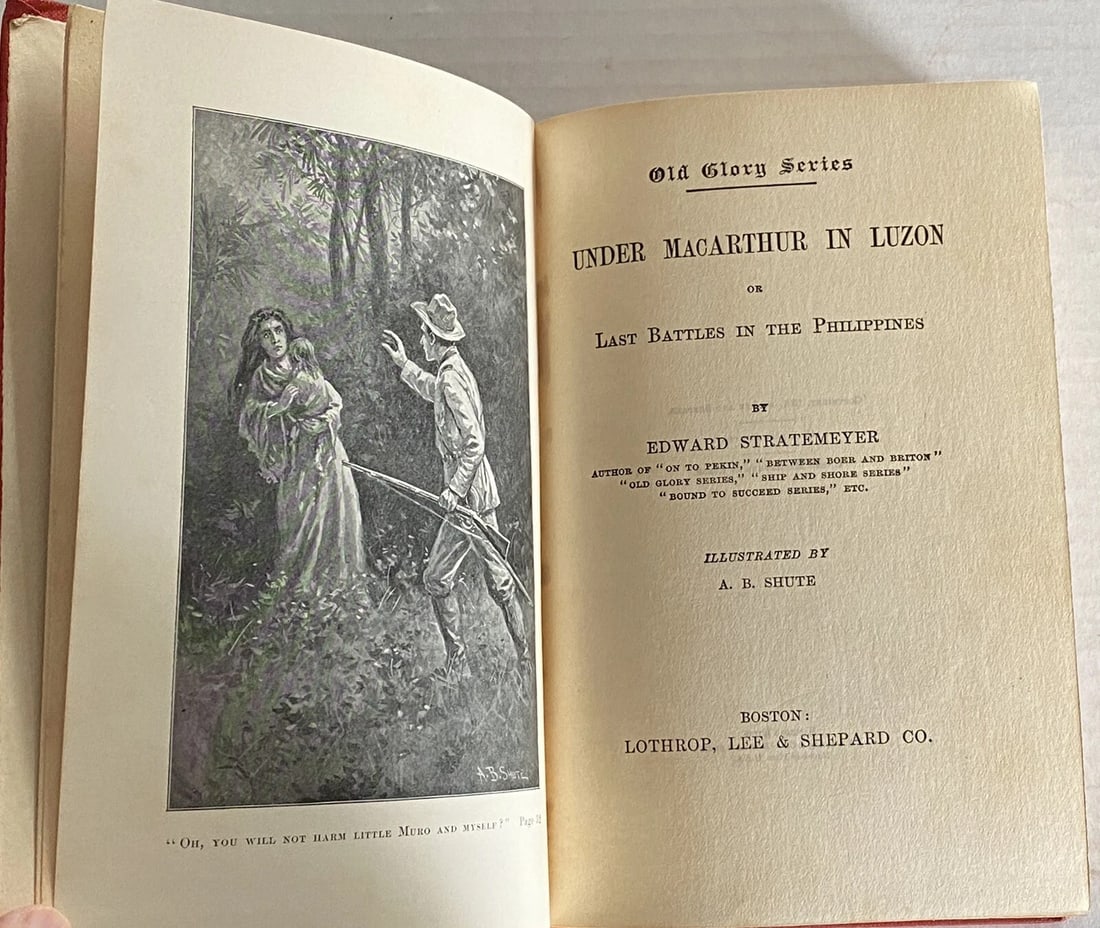 A. B. SHUTE
"OH, YOU WILL NOT HARM LITTLE MURO AND MYSELF?" Page 32
Old Glory Series
UNDER MACARTHUR IN LUZON
OR
LAST BATTLES IN THE PHILIPPINES
BY
EDWARD STRATEMEYER
AUTHOR OF "ON TO PEKIN," "BETWEEN BOER AND BRITON"
"OLD GLORY SERIES," "SHIP AND SHORE SERIES"
"BOUND TO SUCCEED SERIES," ETC.
ILLUSTRATED BY
A. B. SHUTE
BOSTON:
LOTHROP, LEE & SHEPARD CO.